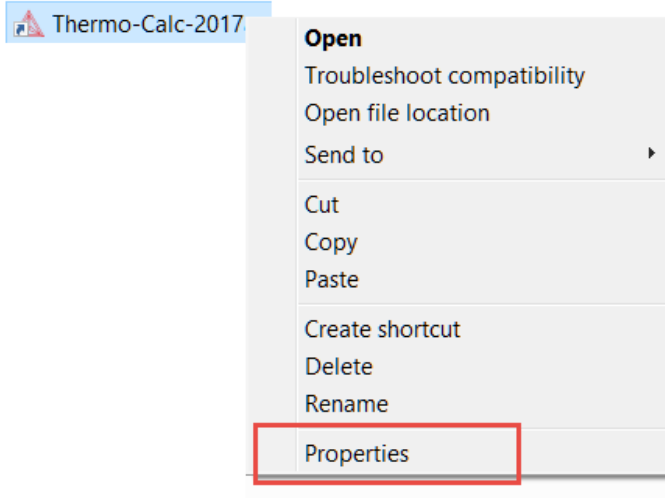 Thermo-Calc-2017
Open
Troubleshoot compatibility
Open file location
Send to
Cut
Copy
Paste
Create shortcut
Delete
Rename
Properties